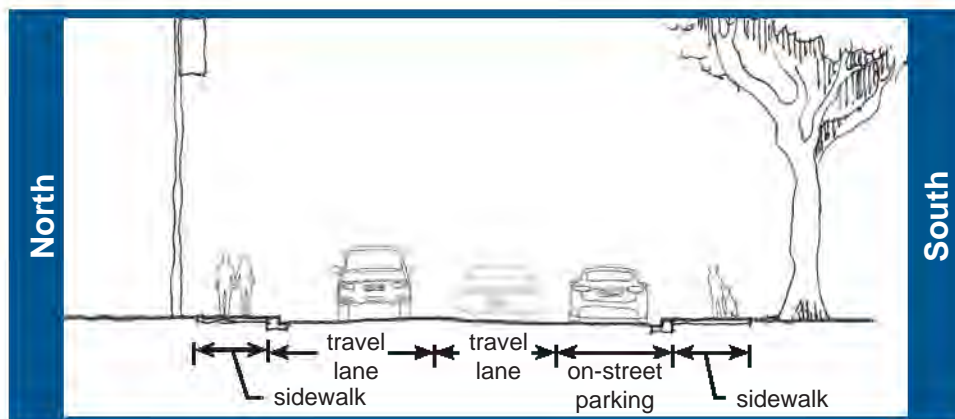 North
South
travel
lane
travel
lane
on-street
parking
sidewalk
sidewalk